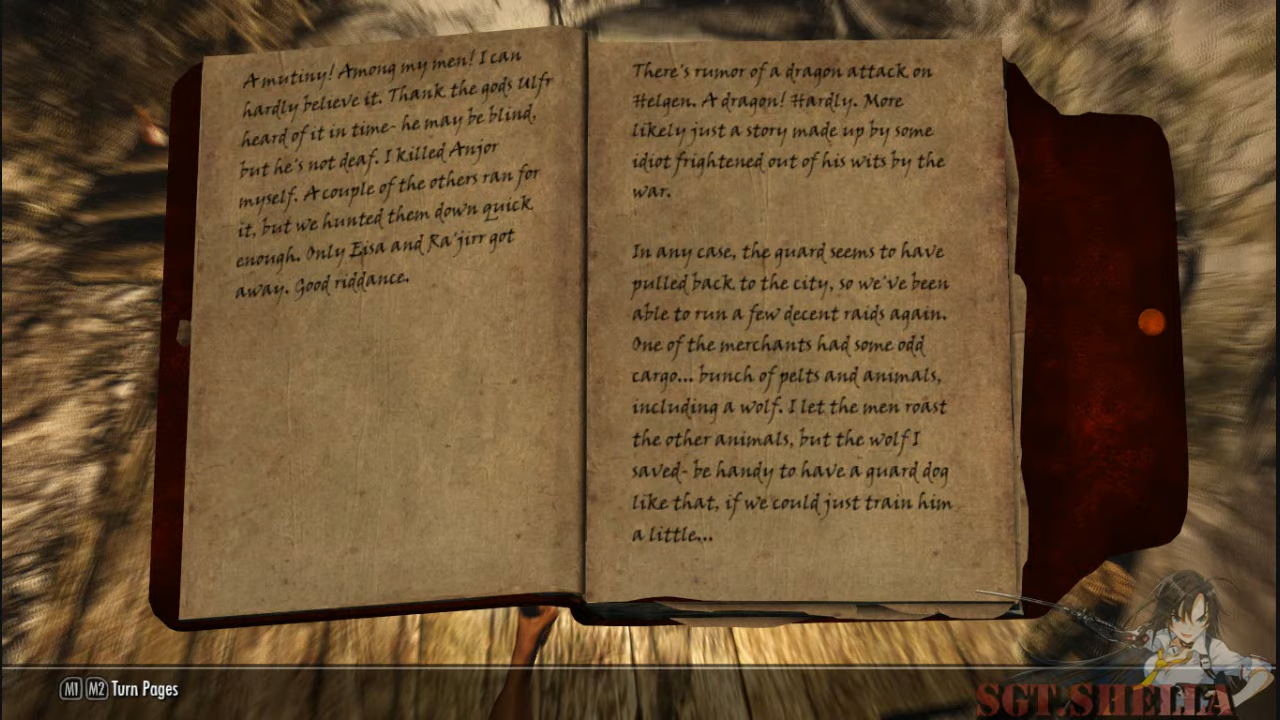 A mutiny! Among my men! I can
hardly believe it. Thank the gods Ulfr
heard of it in time- he may be blind,
but he's not deaf. I killed Anjor
myself. A couple of the others ran for
it, but we hunted them down quick
enough. Only Eisa and Ra'jirr got
away. Good riddance.
There's rumor of a dragon attack on
Helgen. A dragon! Hardly. More
likely just a story made up by some
idiot frightened out of his wits by the
war.
In any case, the guard seems to have
pulled back to the city, so we've been
able to run a few decent raids again.
One of the merchants had some odd
cargo... bunch of pelts and animals,
including a wolf. I let the men roast
the other animals, but the wolf I
saved- be handy to have a guard dog
like that, if we could just train him
a little...
M1 M2 Turn Pages
SGT.SHELLA